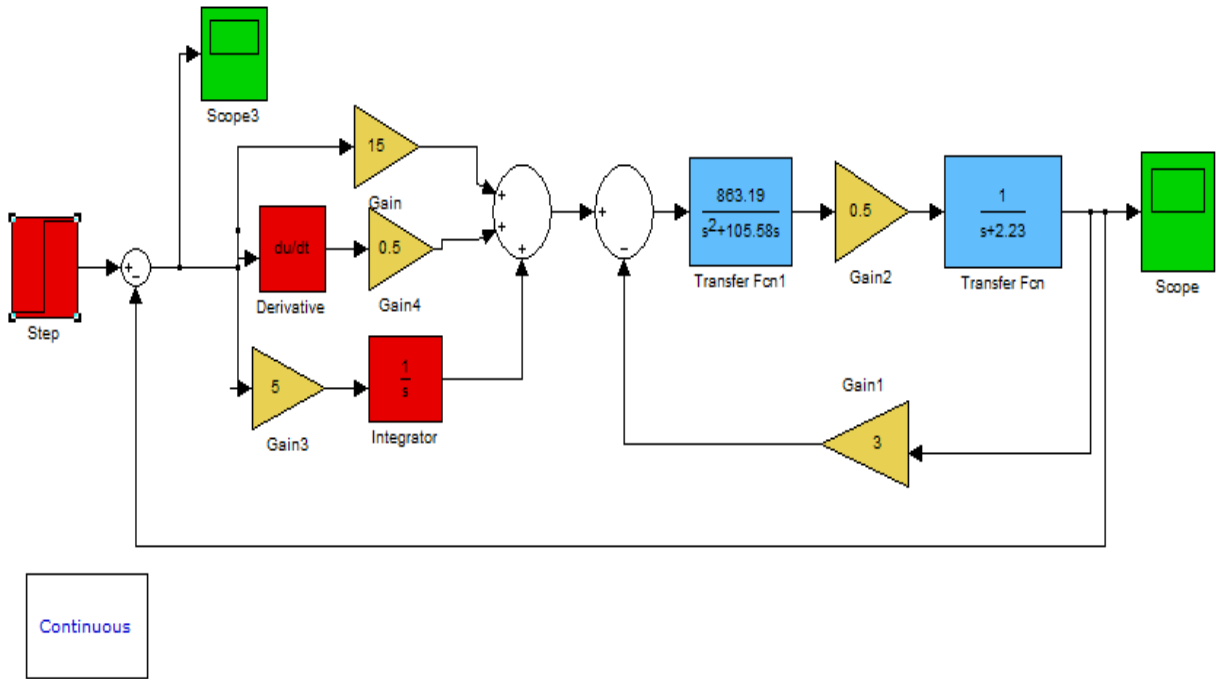 Scope3
15
Gain
+
+
+
+
−
863.19
s²+105.58s
Transfer Fcn1
0.5
Gain2
1
s+2.23
Transfer Fcn
Scope
Step
+
−
du/dt
Derivative
0.5
Gain4
5
Gain3
1
s
Integrator
Gain1
3
Continuous